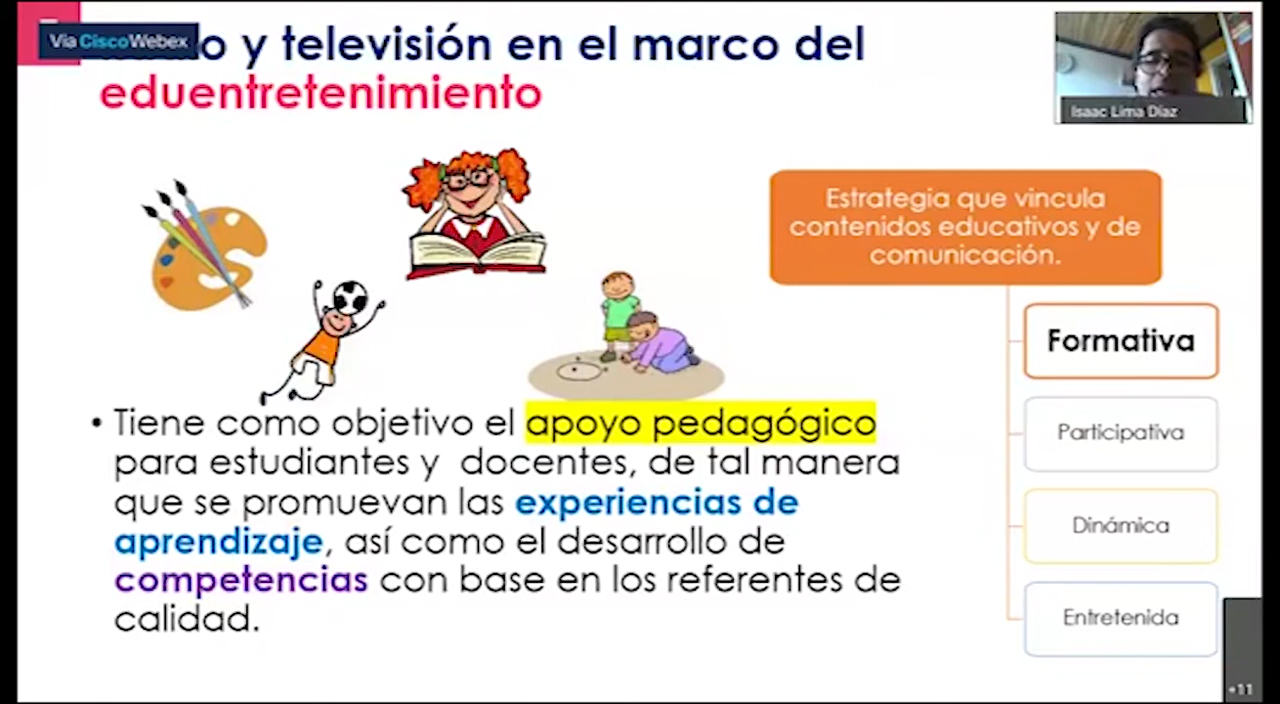 Vía CiscoWebex
o y televisión en el marco del
eduentretenimiento
Isaac Lima Díaz
Estrategia que vincula
contenidos educativos y de
comunicación.
Formativa
Participativa
Dinámica
Entretenida
• Tiene como objetivo el apoyo pedagógico
para estudiantes y docentes, de tal manera
que se promuevan las experiencias de
aprendizaje, así como el desarrollo de
competencias con base en los referentes de
calidad.
+11